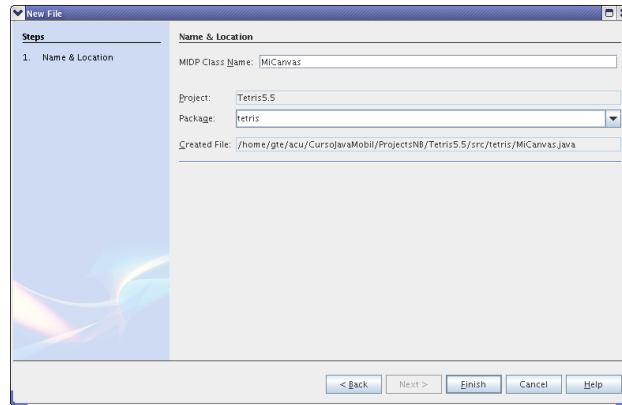 New File
Steps
1. Name & Location
Name & Location
MIDP Class Name: MiCanvas
Project: Tetris5.5
Package: tetris
Created File: /home/gte/acu/CursoJavaMobil/ProjectsNB/Tetris5.5/src/tetris/MiCanvas.java
< Back Next > Finish Cancel Help